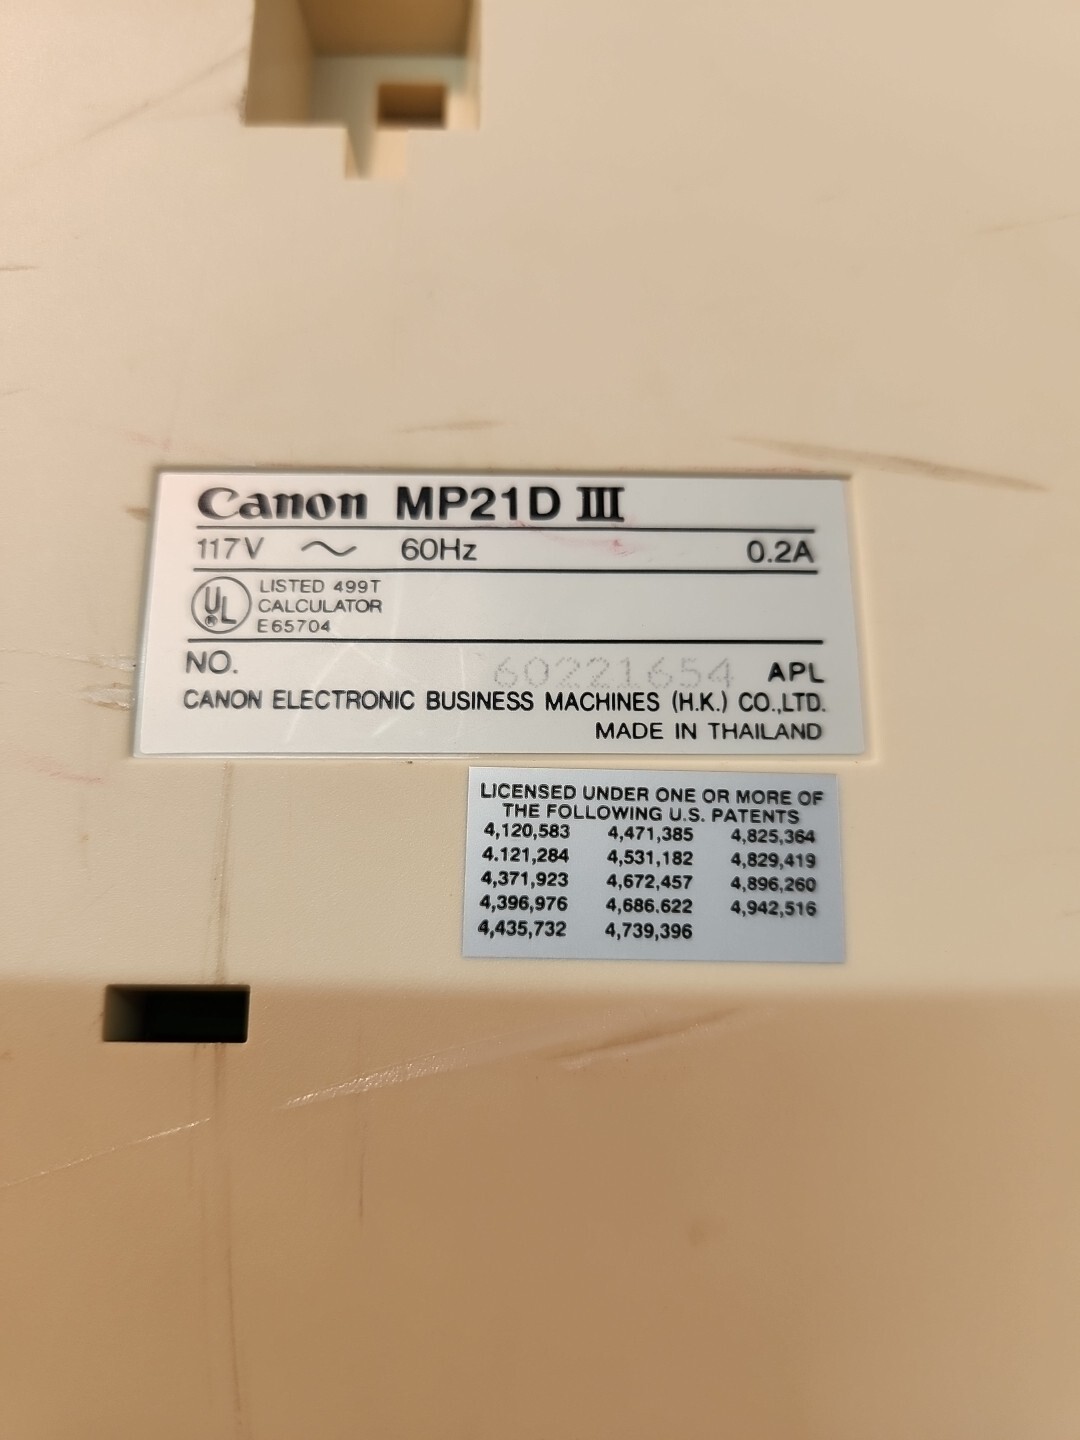 Canon MP21D III
117V ~ 60Hz 0.2A
UL ® LISTED 499T
CALCULATOR
E65704
NO. 60221654 APL
CANON ELECTRONIC BUSINESS MACHINES (H.K.) CO.,LTD.
MADE IN THAILAND
LICENSED UNDER ONE OR MORE OF
THE FOLLOWING U.S. PATENTS
4,120,583 4,471,385 4,825,364
4.121,284 4,531,182 4,829,419
4,371,923 4,672,457 4,896,260
4,396,976 4,686.622 4,942,516
4,435,732 4,739,396